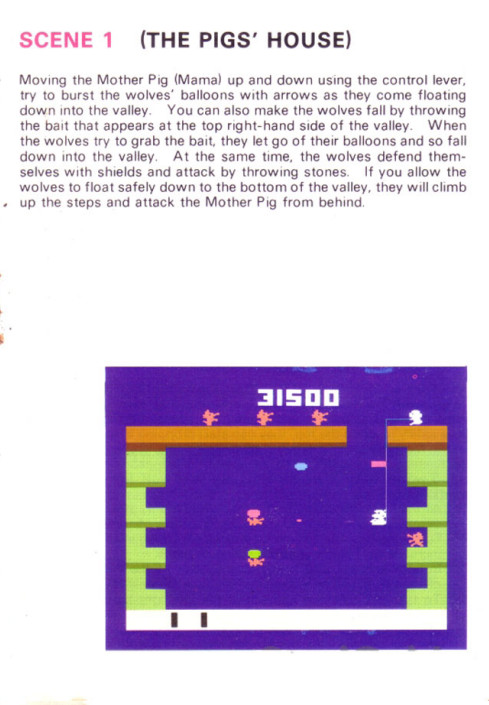 SCENE 1 (THE PIGS' HOUSE)
Moving the Mother Pig (Mama) up and down using the control lever,
try to burst the wolves' balloons with arrows as they come floating
down into the valley. You can also make the wolves fall by throwing
the bait that appears at the top right-hand side of the valley. When
the wolves try to grab the bait, they let go of their balloons and so fall
down into the valley. At the same time, the wolves defend them-
selves with shields and attack by throwing stones. If you allow the
wolves to float safely down to the bottom of the valley, they will climb
up the steps and attack the Mother Pig from behind.
31500